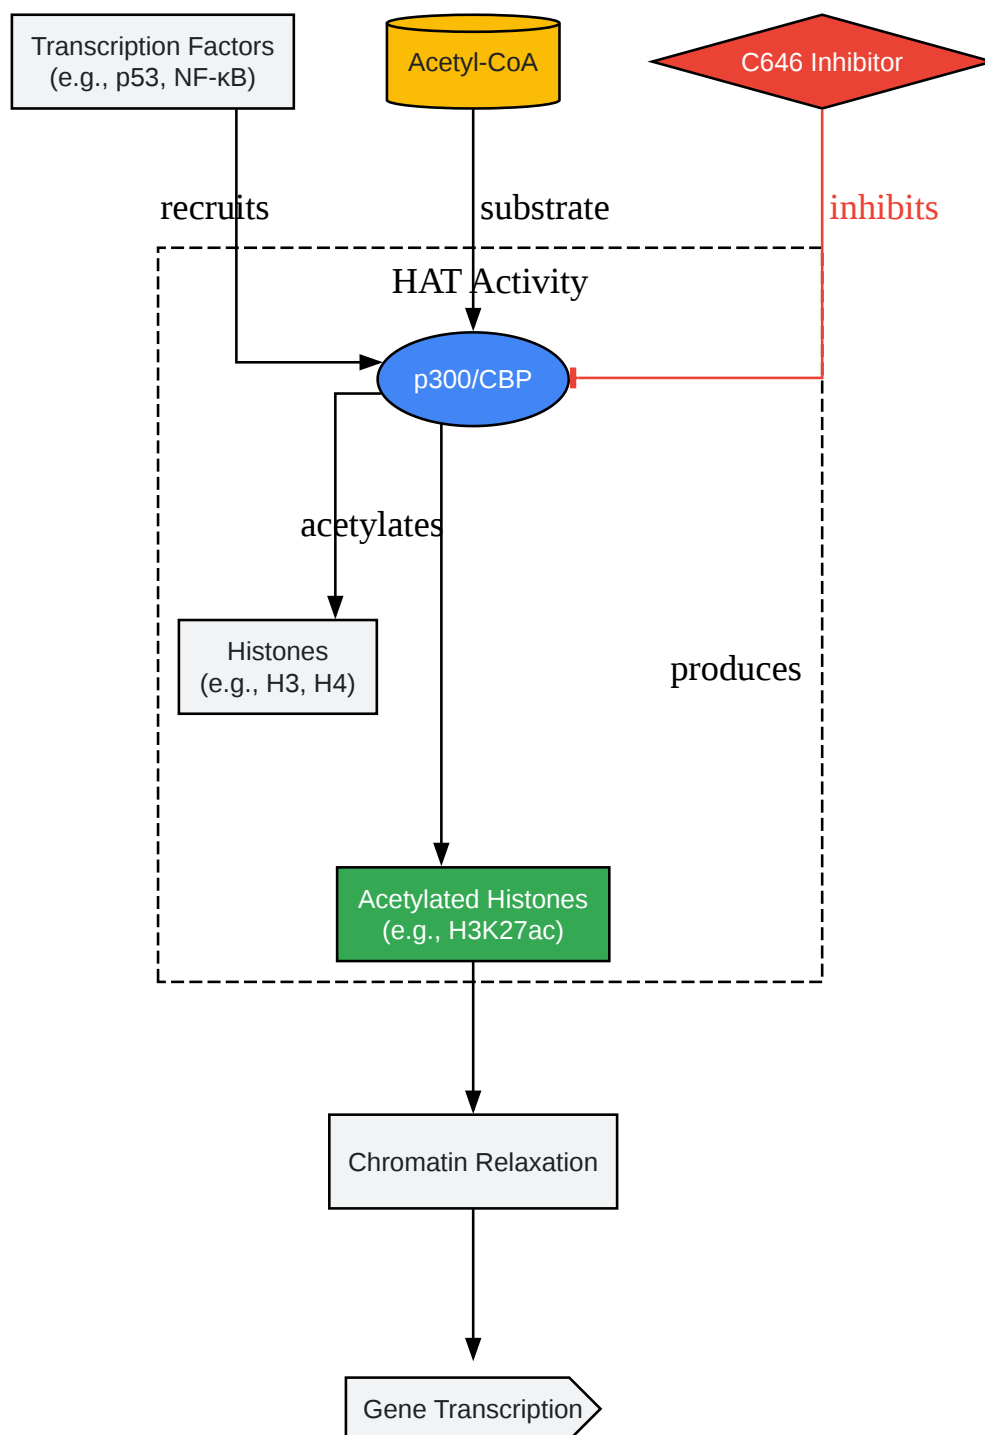 Transcription Factors
(e.g., p53, NF-κB)
Acetyl-CoA
C646 Inhibitor
recruits
substrate
inhibits
HAT Activity
p300/CBP
acetylates
Histones
(e.g., H3, H4)
produces
Acetylated Histones
(e.g., H3K27ac)
Chromatin Relaxation
Gene Transcription